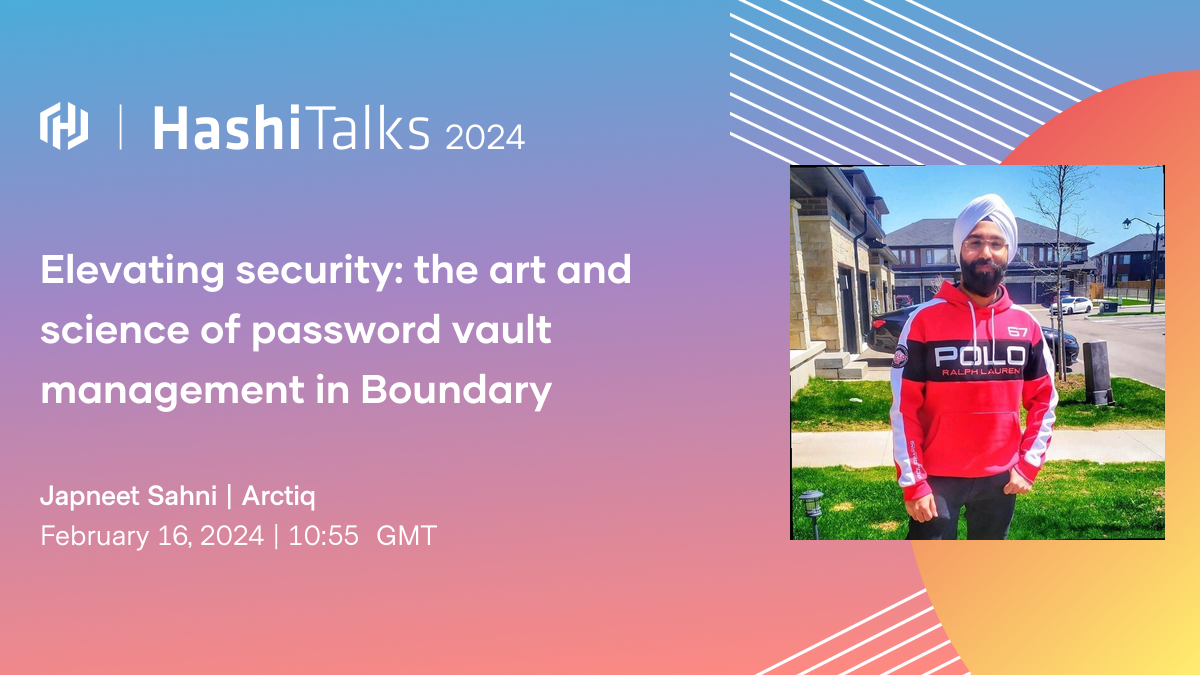 HashiTalks 2024
Elevating security: the art and
science of password vault
management in Boundary
Japneet Sahni | Arctiq
February 16, 2024 | 10:55 GMT
67
POLO
RALPH LAUREN